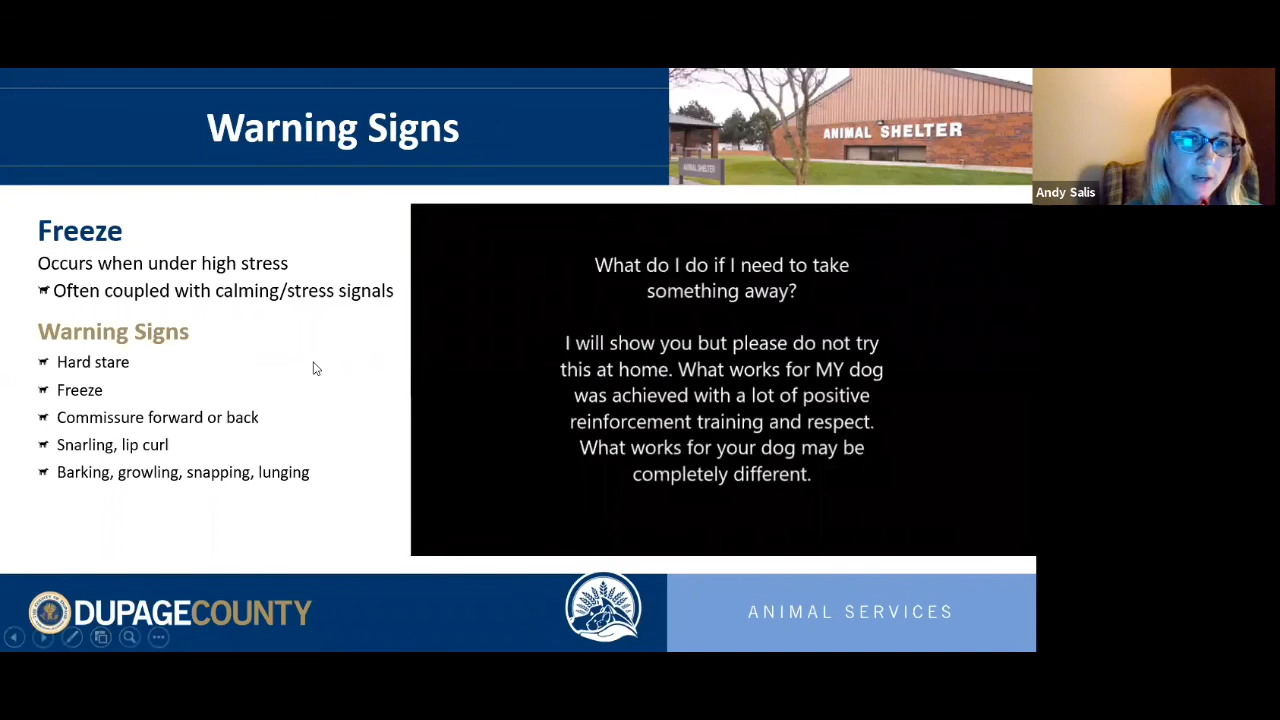 Warning Signs
ANIMAL SHELTER
ANIMAL SHELTER
Andy Salis
Freeze
Occurs when under high stress
Often coupled with calming/stress signals
Warning Signs
Hard stare
Freeze
Commissure forward or back
Snarling, lip curl
Barking, growling, snapping, lunging
What do I do if I need to take
something away?
I will show you but please do not try
this at home. What works for MY dog
was achieved with a lot of positive
reinforcement training and respect.
What works for your dog may be
completely different.
DUPAGECOUNTY
ANIMAL SERVICES